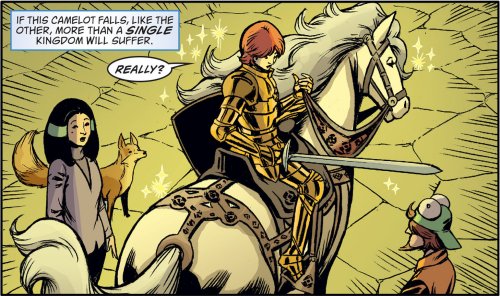 IF THIS CAMELOT FALLS, LIKE THE
OTHER, MORE THAN A SINGLE
KINGDOM WILL SUFFER.
REALLY?